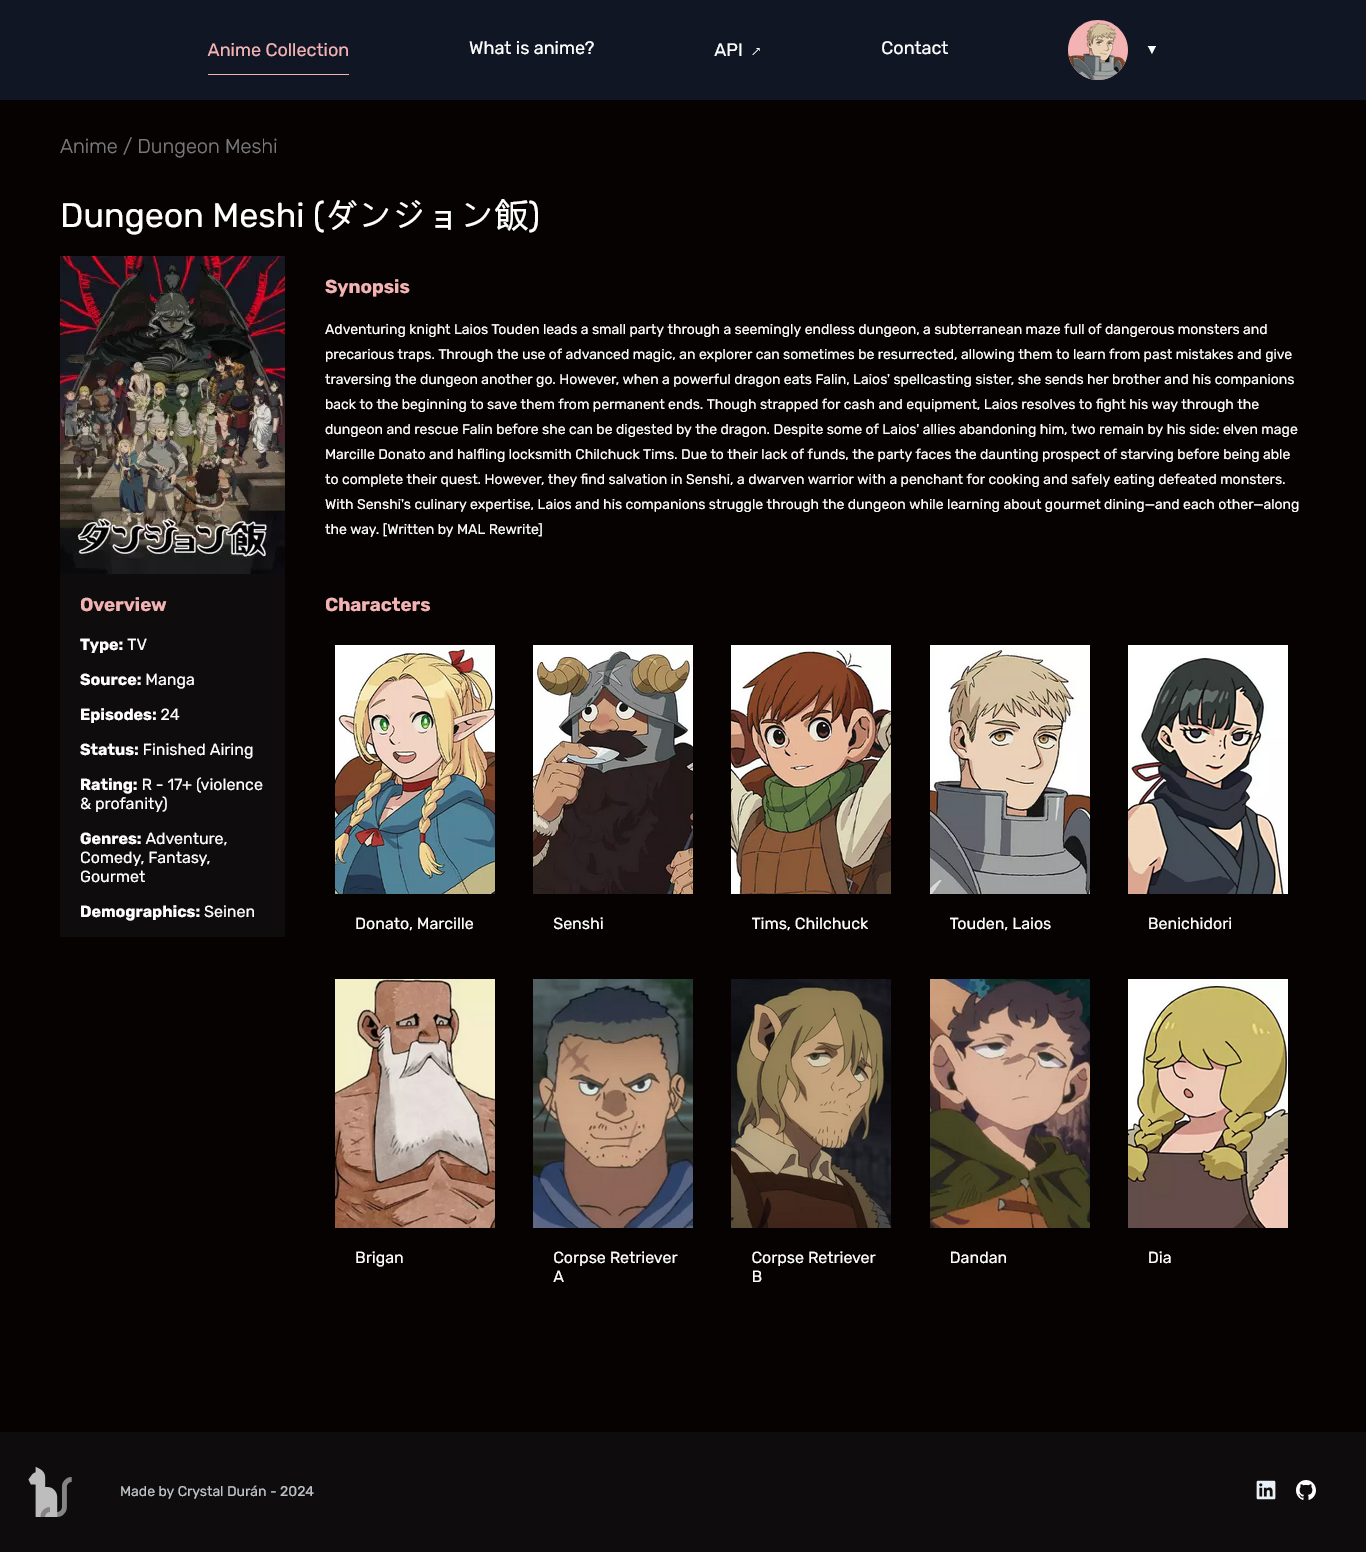 Anime Collection
What is anime?
API ↗
Contact
▼
Anime / Dungeon Meshi
Dungeon Meshi (ダンジョン飯)
ダンジョン飯
Synopsis
Adventuring knight Laios Touden leads a small party through a seemingly endless dungeon, a subterranean maze full of dangerous monsters and
precarious traps. Through the use of advanced magic, an explorer can sometimes be resurrected, allowing them to learn from past mistakes and give
traversing the dungeon another go. However, when a powerful dragon eats Falin, Laios' spellcasting sister, she sends her brother and his companions
back to the beginning to save them from permanent ends. Though strapped for cash and equipment, Laios resolves to fight his way through the
dungeon and rescue Falin before she can be digested by the dragon. Despite some of Laios' allies abandoning him, two remain by his side: elven mage
Marcille Donato and halfling locksmith Chilchuck Tims. Due to their lack of funds, the party faces the daunting prospect of starving before being able
to complete their quest. However, they find salvation in Senshi, a dwarven warrior with a penchant for cooking and safely eating defeated monsters.
With Senshi's culinary expertise, Laios and his companions struggle through the dungeon while learning about gourmet dining—and each other—along
the way. [Written by MAL Rewrite]
Overview
Type: TV
Source: Manga
Episodes: 24
Status: Finished Airing
Rating: R - 17+ (violence
& profanity)
Genres: Adventure,
Comedy, Fantasy,
Gourmet
Demographics: Seinen
Characters
Donato, Marcille
Senshi
Tims, Chilchuck
Touden, Laios
Benichidori
Brigan
Corpse Retriever
A
Corpse Retriever
B
Dandan
Dia
Made by Crystal Durán - 2024
in